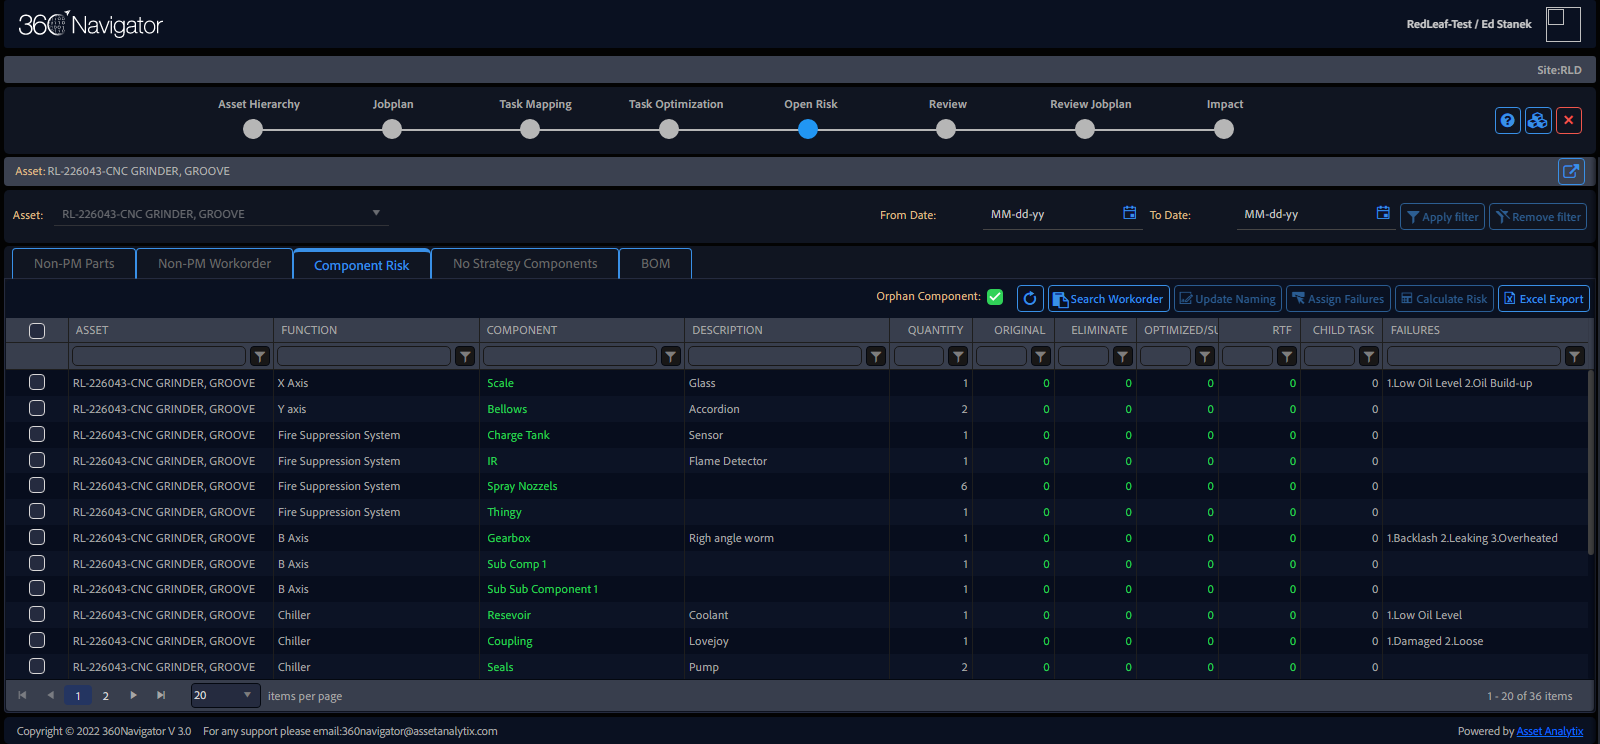 360 Navigator
RedLeaf-Test / Ed Stanek
Site:RLD
Asset Hierarchy Jobplan Task Mapping Task Optimization Open Risk Review Review Jobplan Impact
Asset: RL-226043-CNC GRINDER, GROOVE
Asset: RL-226043-CNC GRINDER, GROOVE From Date: MM-dd-yy To Date: MM-dd-yy Apply filter Remove filter
Non-PM Parts Non-PM Workorder Component Risk No Strategy Components BOM
Orphan Component: Search Workorder Update Naming Assign Failures Calculate Risk Excel Export
ASSET FUNCTION COMPONENT DESCRIPTION QUANTITY ORIGINAL ELIMINATE OPTIMIZED/SU RTF CHILD TASK FAILURES
RL-226043-CNC GRINDER, GROOVE X Axis Scale Glass 1 0 0 0 0 0 1.Low Oil Level 2.Oil Build-up
RL-226043-CNC GRINDER, GROOVE Y axis Bellows Accordion 2 0 0 0 0 0
RL-226043-CNC GRINDER, GROOVE Fire Suppression System Charge Tank Sensor 1 0 0 0 0 0
RL-226043-CNC GRINDER, GROOVE Fire Suppression System IR Flame Detector 1 0 0 0 0 0
RL-226043-CNC GRINDER, GROOVE Fire Suppression System Spray Nozzels 6 0 0 0 0 0
RL-226043-CNC GRINDER, GROOVE Fire Suppression System Thingy 1 0 0 0 0 0
RL-226043-CNC GRINDER, GROOVE B Axis Gearbox Righ angle worm 1 0 0 0 0 0 1.Backlash 2.Leaking 3.Overheated
RL-226043-CNC GRINDER, GROOVE B Axis Sub Comp 1 1 0 0 0 0 0
RL-226043-CNC GRINDER, GROOVE B Axis Sub Sub Component 1 1 0 0 0 0 0
RL-226043-CNC GRINDER, GROOVE Chiller Resevoir Coolant 1 0 0 0 0 0 1.Low Oil Level
RL-226043-CNC GRINDER, GROOVE Chiller Coupling Lovejoy 1 0 0 0 0 0 1.Damaged 2.Loose
RL-226043-CNC GRINDER, GROOVE Chiller Seals Pump 2 0 0 0 0 0
1 2 20 items per page 1 - 20 of 36 items
Copyright © 2022 360Navigator V 3.0 For any support please email:360navigator@assetanalytix.com Powered by Asset Analytix